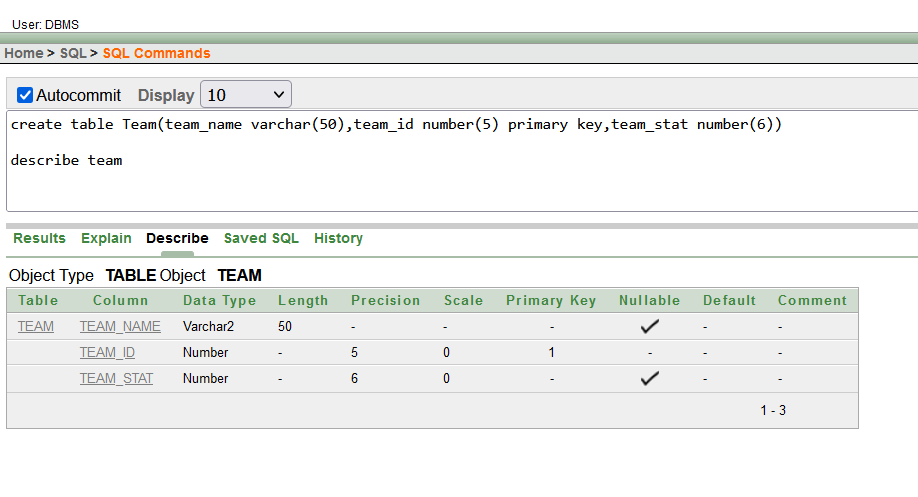 User: DBMS
Home > SQL > SQL Commands
Autocommit Display 10
create table Team(team_name varchar(50),team_id number(5) primary key,team_stat number(6))
describe team
Results Explain Describe Saved SQL History
Object Type TABLE Object TEAM
Table Column Data Type Length Precision Scale Primary Key Nullable Default Comment
TEAM TEAM_NAME Varchar2 50 - - - - -
TEAM_ID Number - 5 0 1 - - -
TEAM_STAT Number - 6 0 - - -
1 - 3